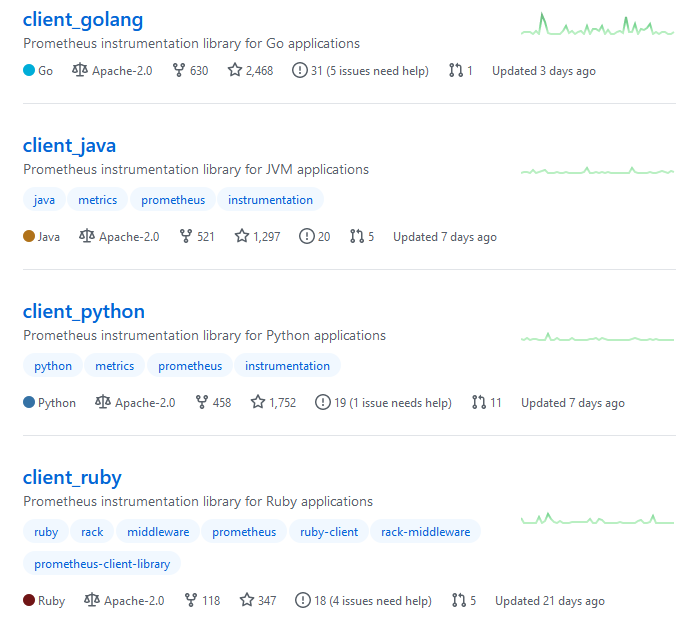 client_golang
Prometheus instrumentation library for Go applications
Go Apache-2.0 630 2,468 31 (5 issues need help) 1 Updated 3 days ago
client_java
Prometheus instrumentation library for JVM applications
java metrics prometheus instrumentation
Java Apache-2.0 521 1,297 20 5 Updated 7 days ago
client_python
Prometheus instrumentation library for Python applications
python metrics prometheus instrumentation
Python Apache-2.0 458 1,752 19 (1 issue needs help) 11 Updated 7 days ago
client_ruby
Prometheus instrumentation library for Ruby applications
ruby rack middleware prometheus ruby-client rack-middleware
prometheus-client-library
Ruby Apache-2.0 118 347 18 (4 issues need help) 5 Updated 21 days ago